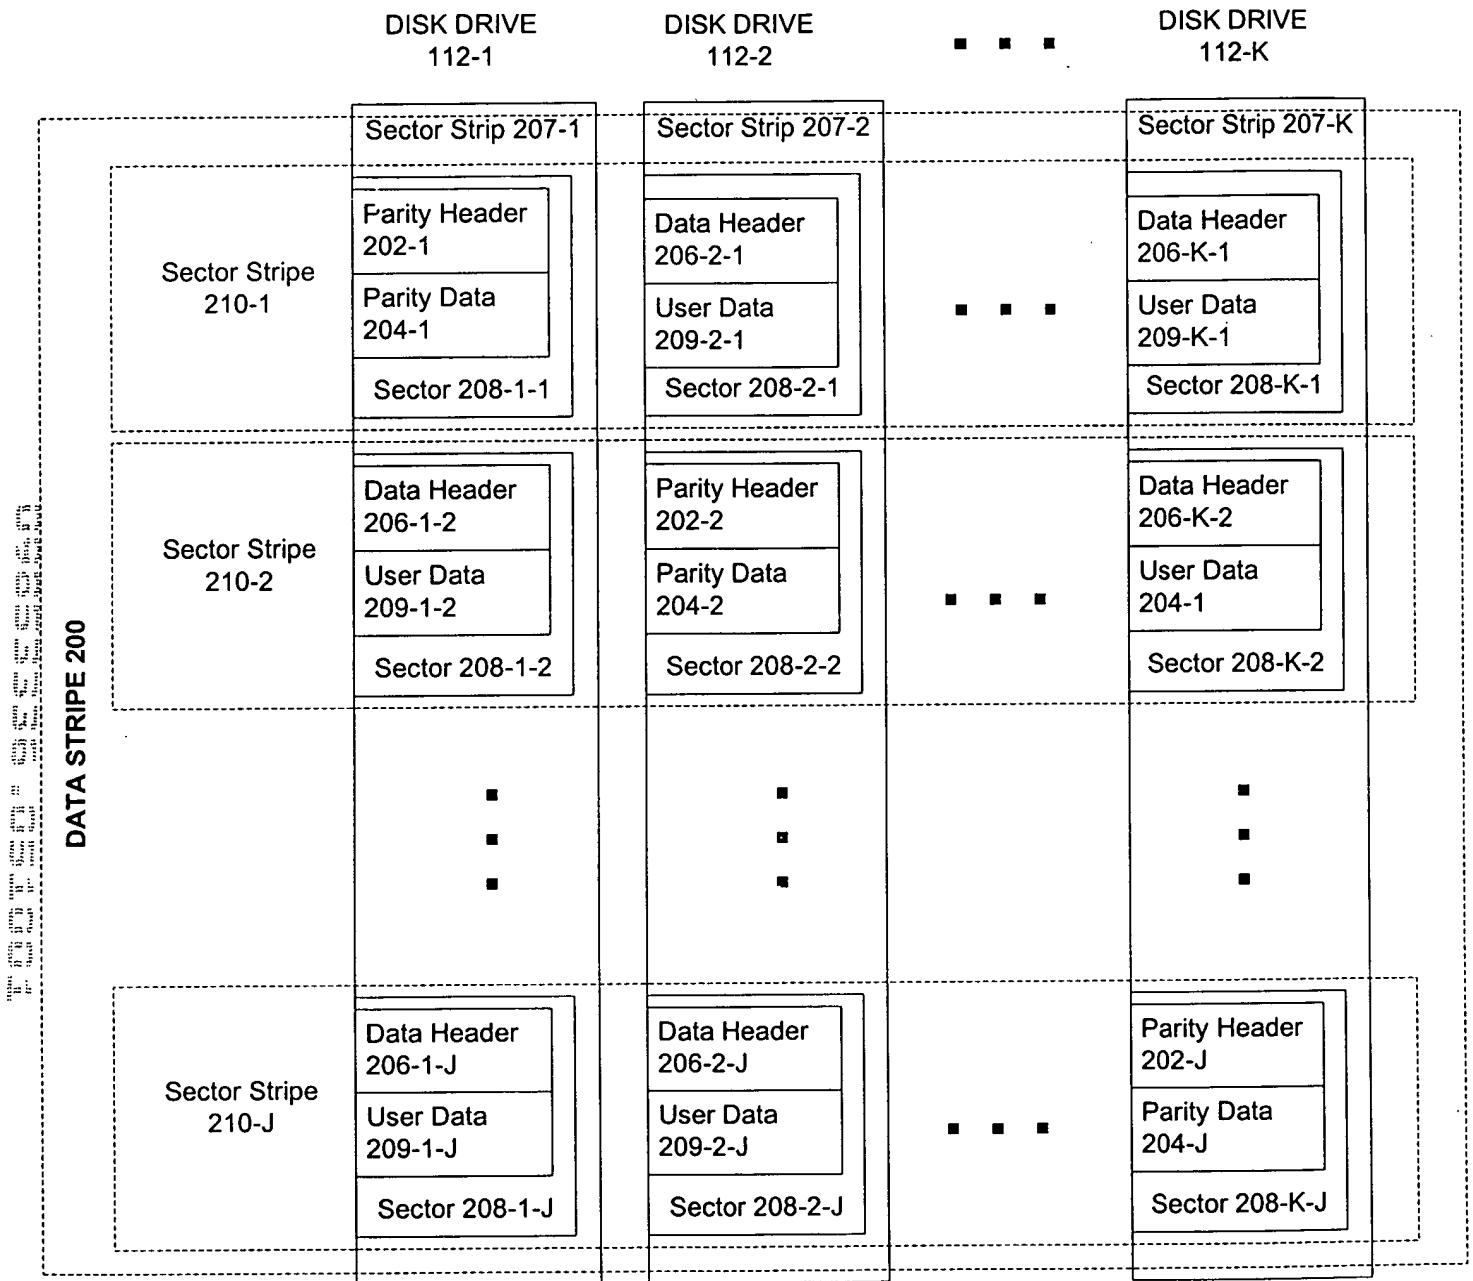 DISK DRIVE
112-1
DISK DRIVE
112-2
DISK DRIVE
112-K
Sector Strip 207-1
Sector Strip 207-2
Sector Strip 207-K
DATA STRIPE 200
Sector Stripe
210-1
Parity Header
202-1
Parity Data
204-1
Sector 208-1-1
Data Header
206-2-1
User Data
209-2-1
Sector 208-2-1
Data Header
206-K-1
User Data
209-K-1
Sector 208-K-1
Sector Stripe
210-2
Data Header
206-1-2
User Data
209-1-2
Sector 208-1-2
Parity Header
202-2
Parity Data
204-2
Sector 208-2-2
Data Header
206-K-2
User Data
204-1
Sector 208-K-2
Sector Stripe
210-J
Data Header
206-1-J
User Data
209-1-J
Sector 208-1-J
Data Header
206-2-J
User Data
209-2-J
Sector 208-2-J
Parity Header
202-J
Parity Data
204-J
Sector 208-K-J